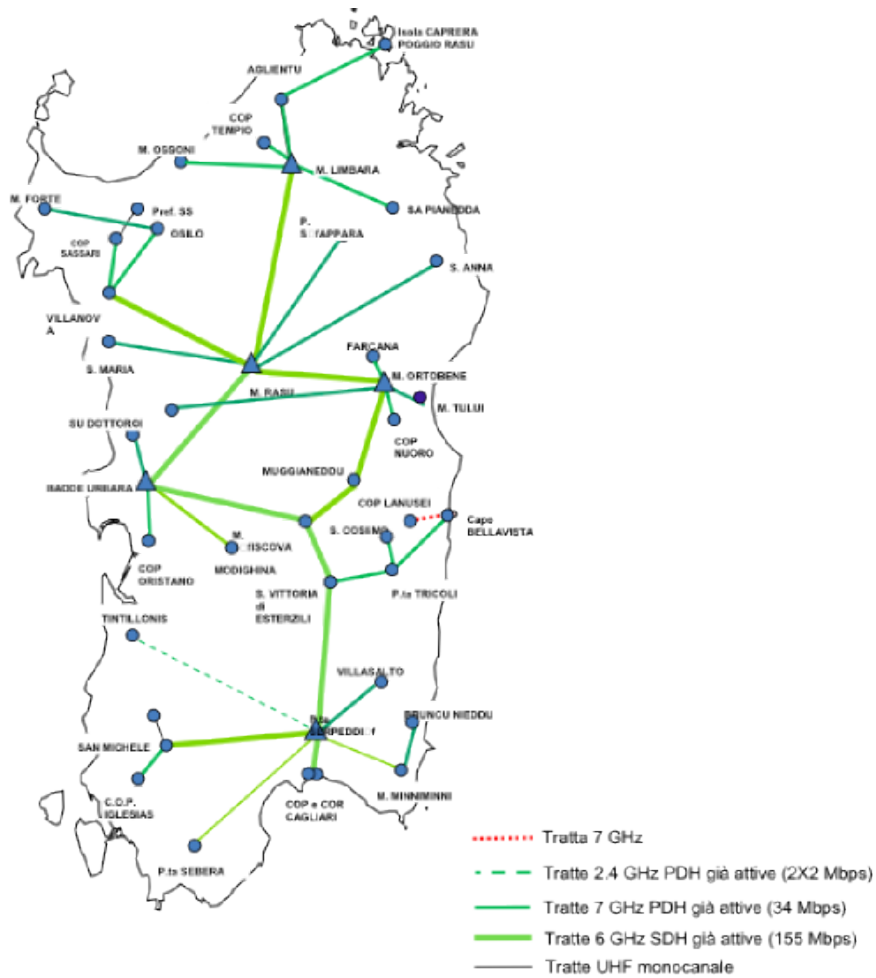 Isola CAPRERA
POGGIO RASU
AGLIENTU
COP
TEMPIO
M. OSSONI
M. LIMBARA
M. FORTE
Pref. SS
SA PIANEDDA
OSILO
COP
SASSARI
P.
S. ANNA
VILLANOV
A
FARCANA
S. MARIA
M. ORTOBENE
M. RASU
M. TULUI
SU DOTTOROI
COP
NUORO
MUGGIANEDDU
BADDE URBARA
COP LANUSEI
S. COSIMO
Capo
BELLAVISTA
M.
MODIGHINA
COP
ORISTANO
S. VITTORIA
di
ESTERZILI
P.ta TRICOLI
TINTILLONIS
VILLASALTO
BRUNCU NIEDDU
SAN MICHELE
M. MINNIMINNI
C.O.P.
IGLESIAS
COP e COR
CAGLIARI
P.ta SEBERA
Tratta 7 GHz
Tratte 2.4 GHz PDH già attive (2X2 Mbps)
Tratte 7 GHz PDH già attive (34 Mbps)
Tratte 6 GHz SDH già attive (155 Mbps)
Tratte UHF monocanale